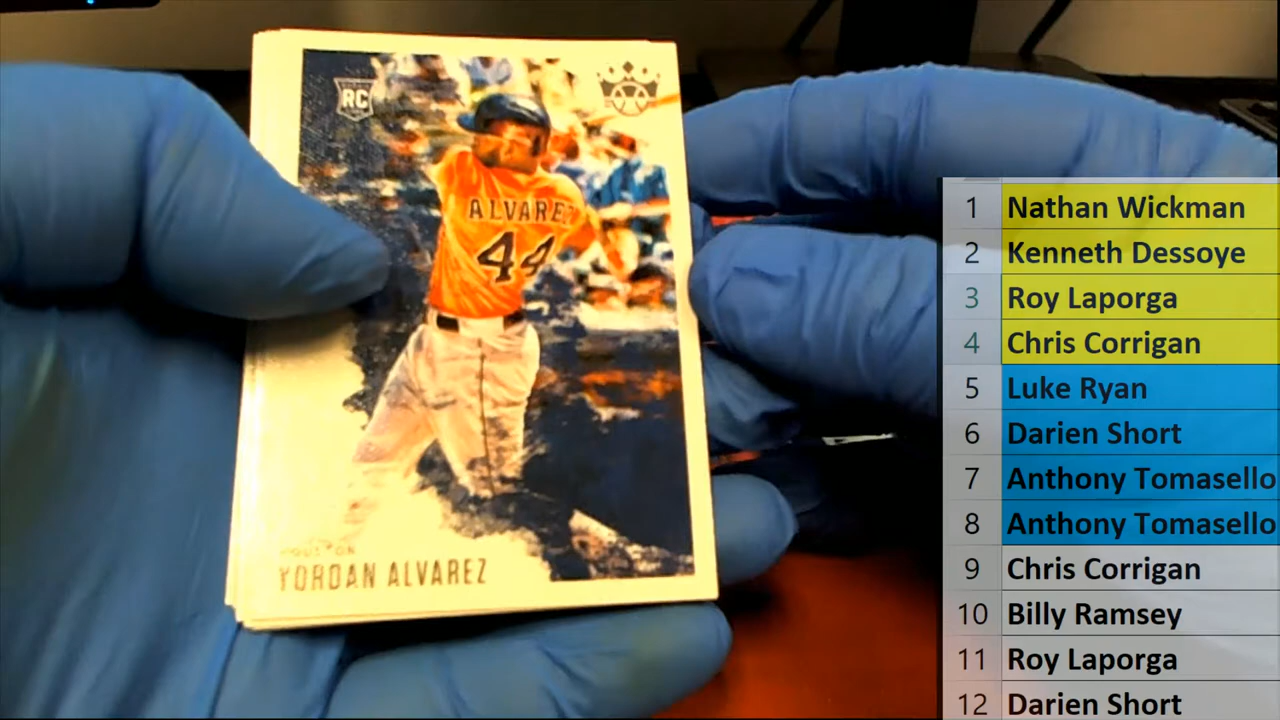 RC
ALVAREZ
44
HOUSTON
YORDAN ALVAREZ
1 Nathan Wickman
2 Kenneth Dessoye
3 Roy Laporga
4 Chris Corrigan
5 Luke Ryan
6 Darien Short
7 Anthony Tomasello
8 Anthony Tomasello
9 Chris Corrigan
10 Billy Ramsey
11 Roy Laporga
12 Darien Short